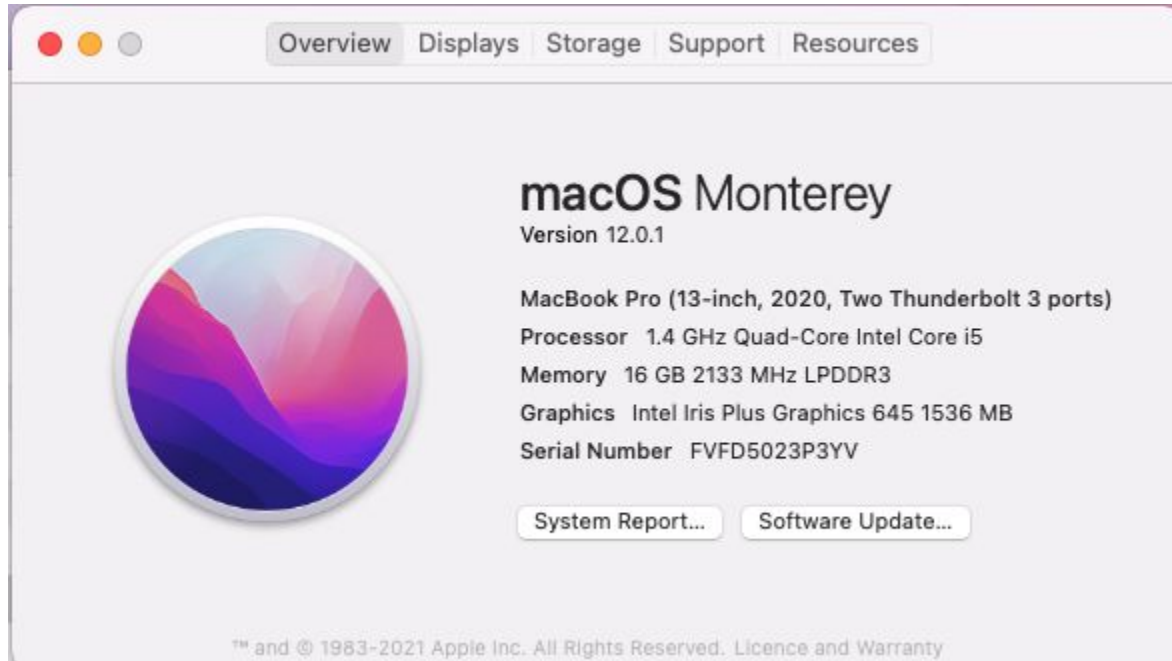 Overview Displays Storage Support Resources
macOS Monterey
Version 12.0.1
MacBook Pro (13-inch, 2020, Two Thunderbolt 3 ports)
Processor 1.4 GHz Quad-Core Intel Core i5
Memory 16 GB 2133 MHz LPDDR3
Graphics Intel Iris Plus Graphics 645 1536 MB
Serial Number FVFD5023P3YV
System Report... Software Update...
™ and © 1983-2021 Apple Inc. All Rights Reserved. Licence and Warranty